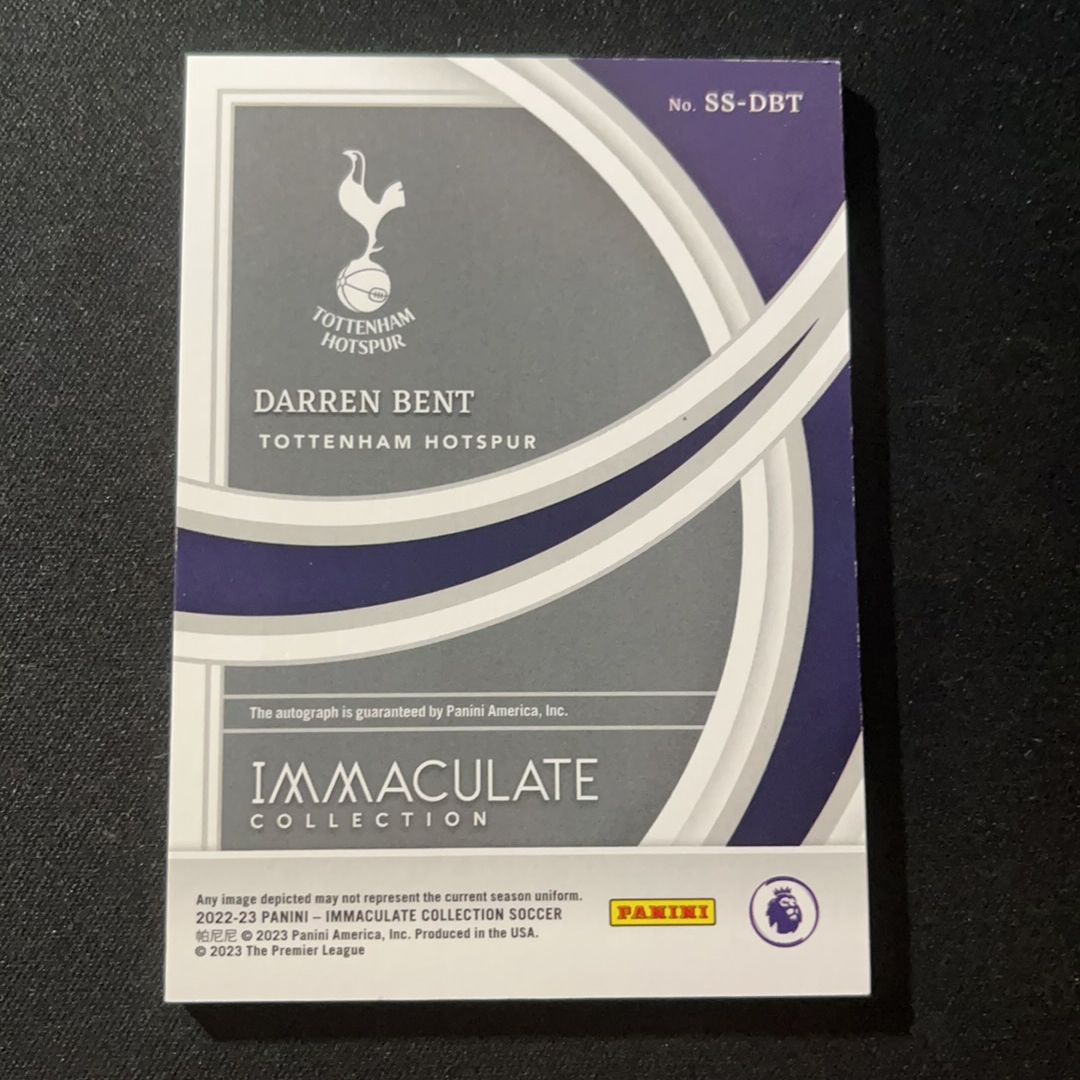 No. SS-DBT
TOTTENHAM
HOTSPUR
DARREN BENT
TOTTENHAM HOTSPUR
The autograph is guaranteed by Panini America, Inc.
IMMACULATE
COLLECTION
Any image depicted may not represent the current season uniform.
2022-23 PANINI – IMMACULATE COLLECTION SOCCER
帕尼尼 © 2023 Panini America, Inc. Produced in the USA.
© 2023 The Premier League
PANINI